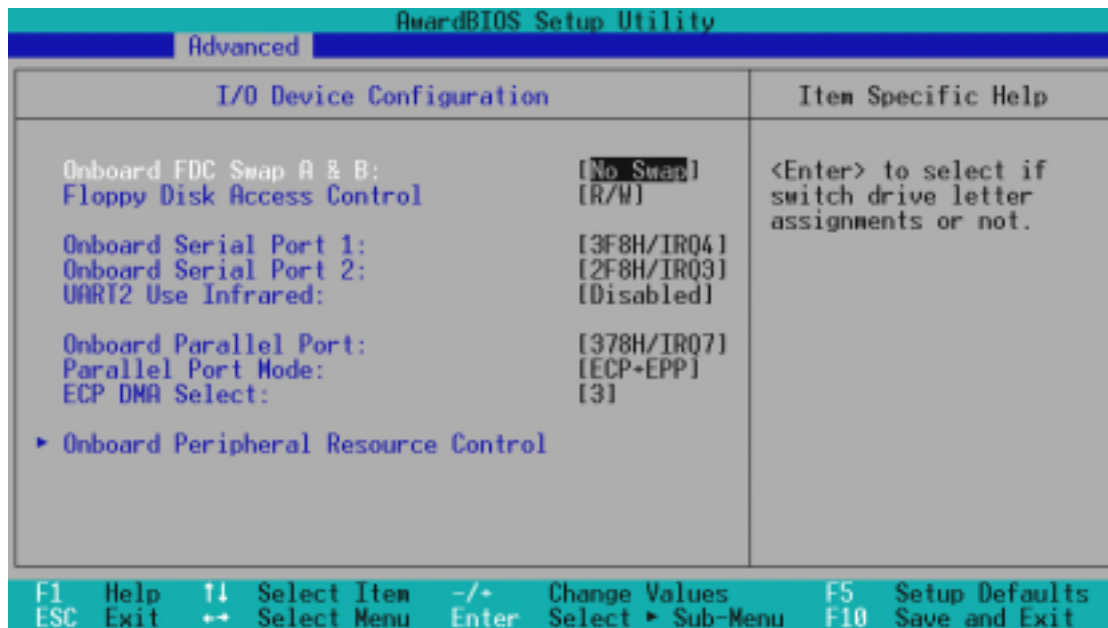 AwardBIOS Setup Utility
Advanced
I/O Device Configuration
Item Specific Help
Onboard FDC Swap A & B: [No Swap]
Floppy Disk Access Control [R/W]
Onboard Serial Port 1: [3F8H/IRQ4]
Onboard Serial Port 2: [2F8H/IRQ3]
UART2 Use Infrared: [Disabled]
Onboard Parallel Port: [378H/IRQ7]
Parallel Port Mode: [ECP+EPP]
ECP DMA Select: [3]
▸ Onboard Peripheral Resource Control
<Enter> to select if
switch drive letter
assignments or not.
F1 Help ↑↓ Select Item -/+ Change Values F5 Setup Defaults
ESC Exit ←→ Select Menu Enter Select ▸ Sub-Menu F10 Save and Exit